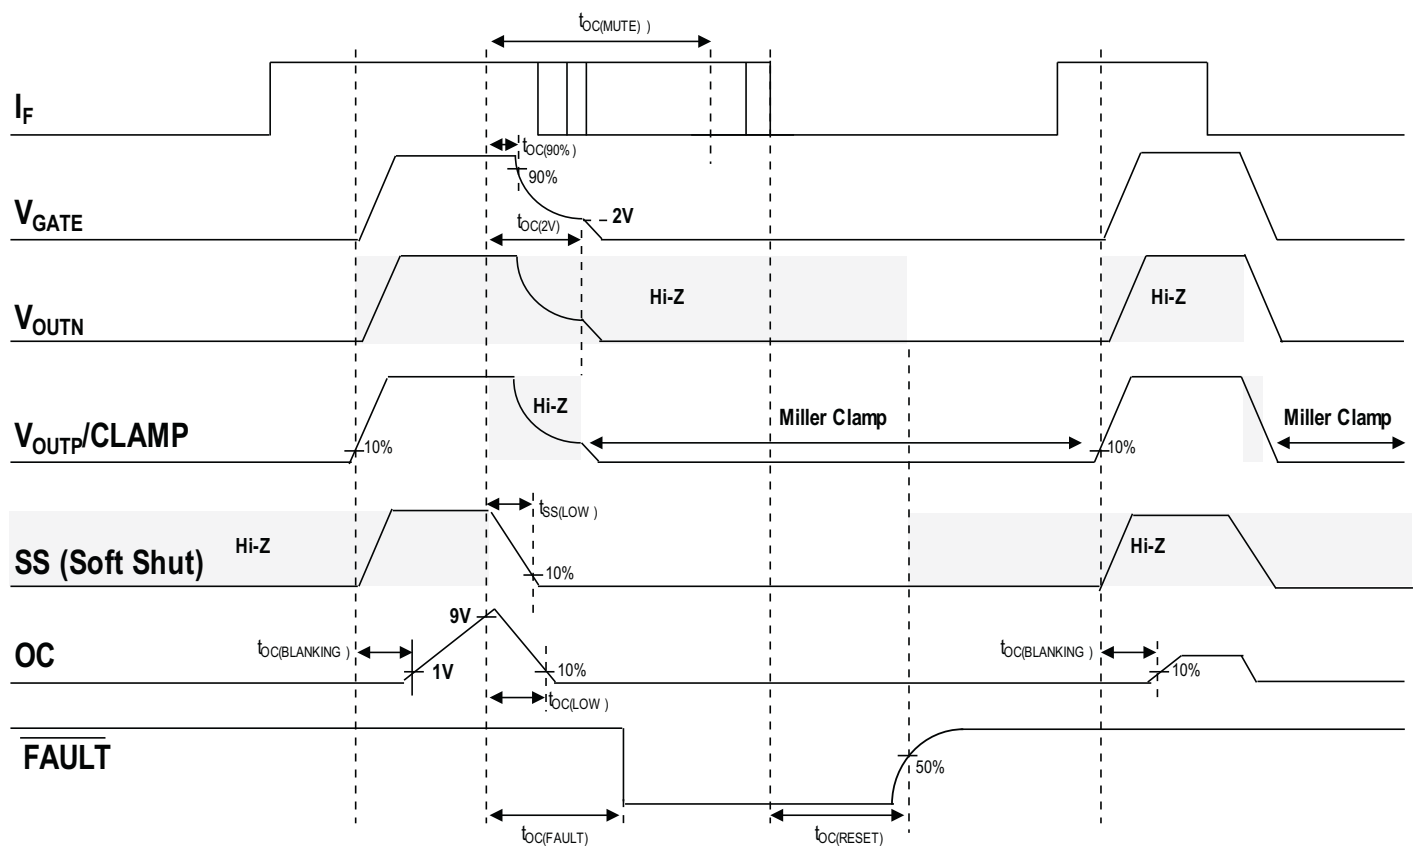 tOC(MUTE) )
IF
tOC(90%)
90%
VGATE
2V
tOC(2V)
Hi-Z
Hi-Z
VOUTN
Hi-Z
Miller Clamp
Miller Clamp
VOUTP/CLAMP
10%
10%
tSS(LOW )
Hi-Z
Hi-Z
SS (Soft Shut)
10%
9V
OC
tOC(BLANKING )
1V
10%
tOC(BLANKING )
10%
tOC(LOW )
FAULT
50%
tOC(FAULT)
tOC(RESET)